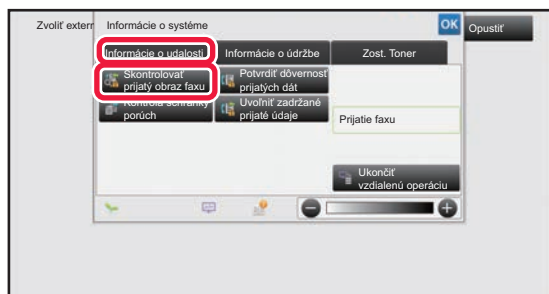 Zvoliť extern
Informácie o systéme
OK
Opustiť
Informácie o udalosti
Informácie o údržbe
Zost. Toner
Skontrolovať
prijatý obraz faxu
Potvrdiť dôvernosť
prijatých dát
Kontrola schránky
porúch
Uvoľniť zadržané
prijaté údaje
Prijatie faxu
Ukončiť
vzdialenú operáciu